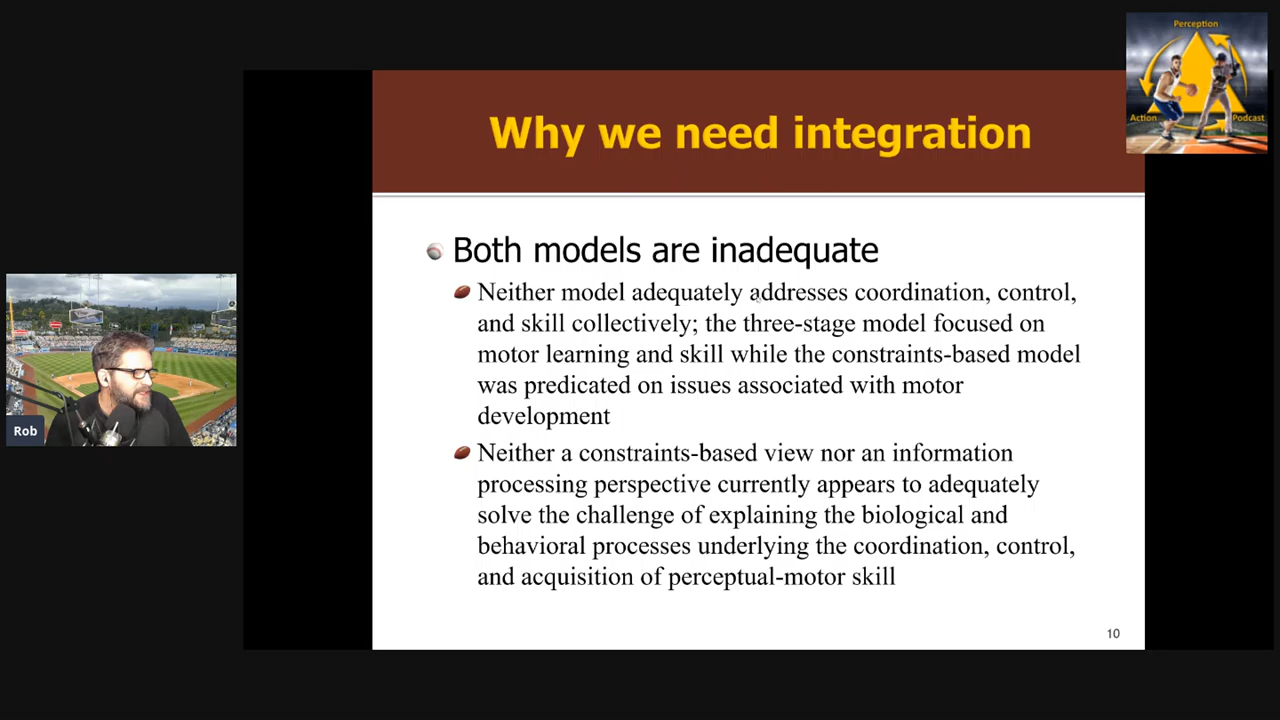 Perception
Action
Podcast
Why we need integration
Both models are inadequate
Neither model adequately addresses coordination, control,
and skill collectively; the three-stage model focused on
motor learning and skill while the constraints-based model
was predicated on issues associated with motor
development
Neither a constraints-based view nor an information
processing perspective currently appears to adequately
solve the challenge of explaining the biological and
behavioral processes underlying the coordination, control,
and acquisition of perceptual-motor skill
Rob
10